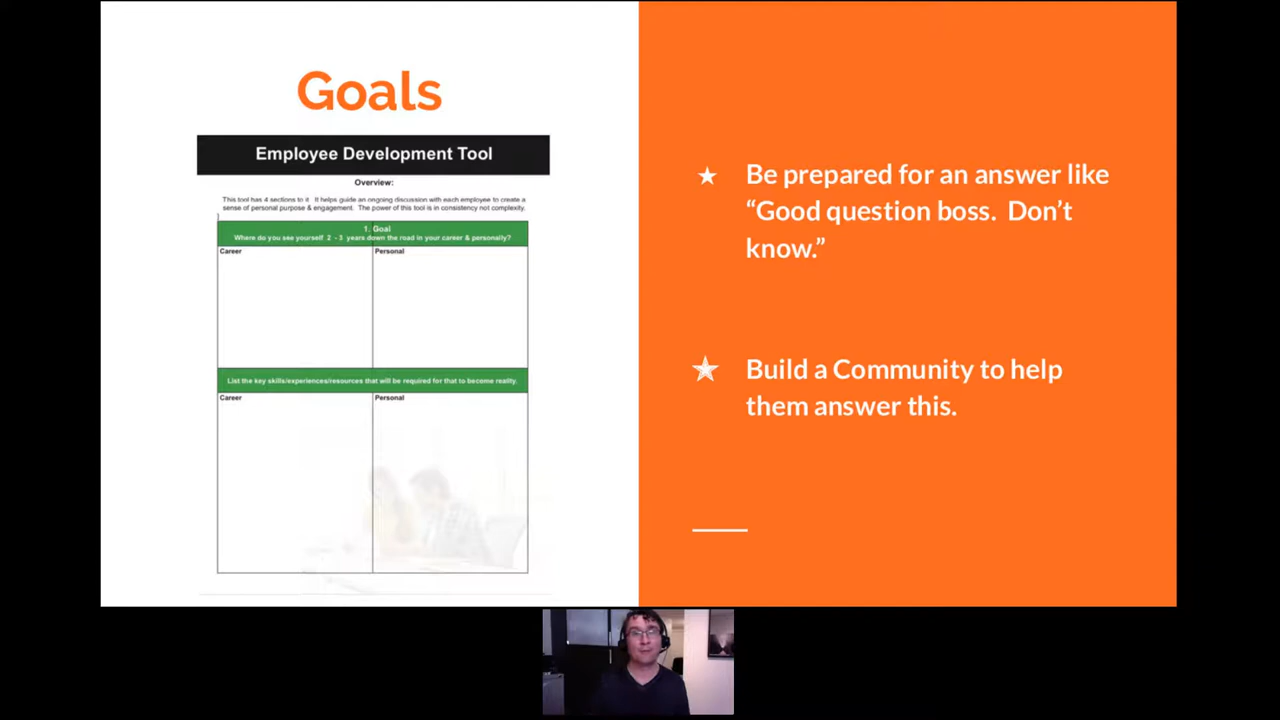 Goals
Employee Development Tool
Overview:
This tool has 4 sections to it. It helps guide an ongoing discussion with each employee to create a
sense of personal purpose & engagement. The power of this tool is in consistency not complexity.
1. Goal
Where do you see yourself 2 - 3 years down the road in your career & personally?
Career
Personal
List the key skills/experiences/resources that will be required for that to become reality.
Career
Personal
★ Be prepared for an answer like
“Good question boss. Don’t
know.”
★ Build a Community to help
them answer this.